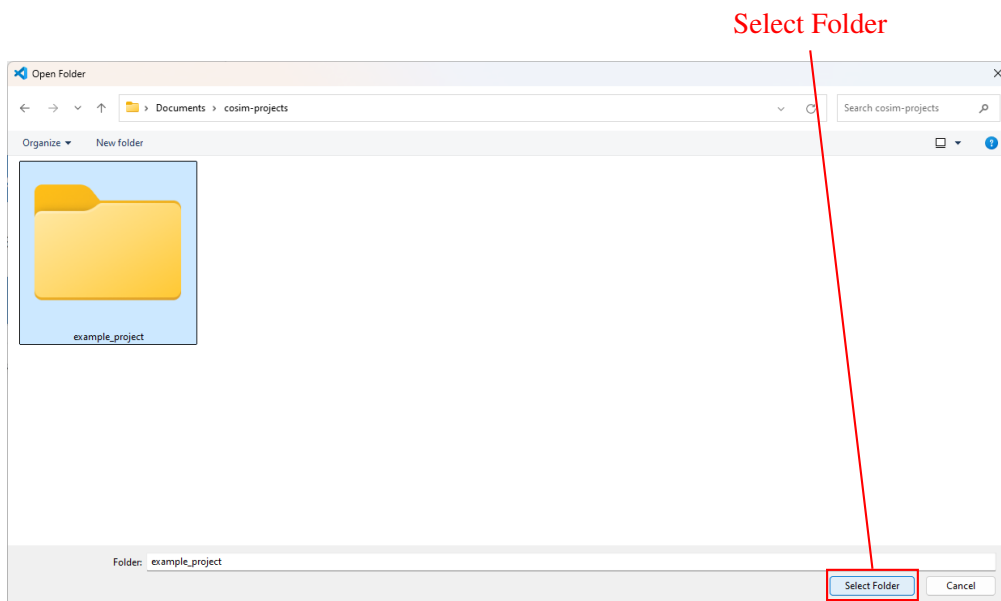 Select Folder
Open Folder
Documents > cosim-projects
Search cosim-projects
Organize
New folder
example_project
Folder: example_project
Select Folder
Cancel